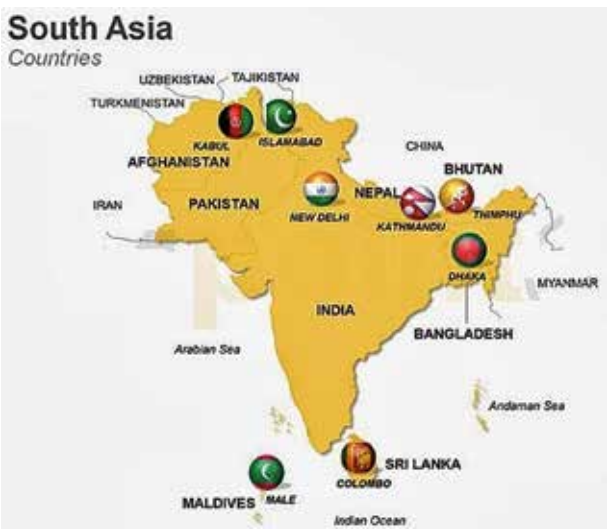 South Asia
Countries
UZBEKISTAN
TAJIKISTAN
TURKMENISTAN
KABUL
ISLAMABAD
AFGHANISTAN
CHINA
BHUTAN
NEPAL
IRAN
PAKISTAN
NEW DELHI
KATHMANDU
THIMPHU
DHAKA
MYANMAR
INDIA
BANGLADESH
Arabian Sea
Andaman Sea
SRI LANKA
COLOMBO
MALDIVES
MALE
Indian Ocean